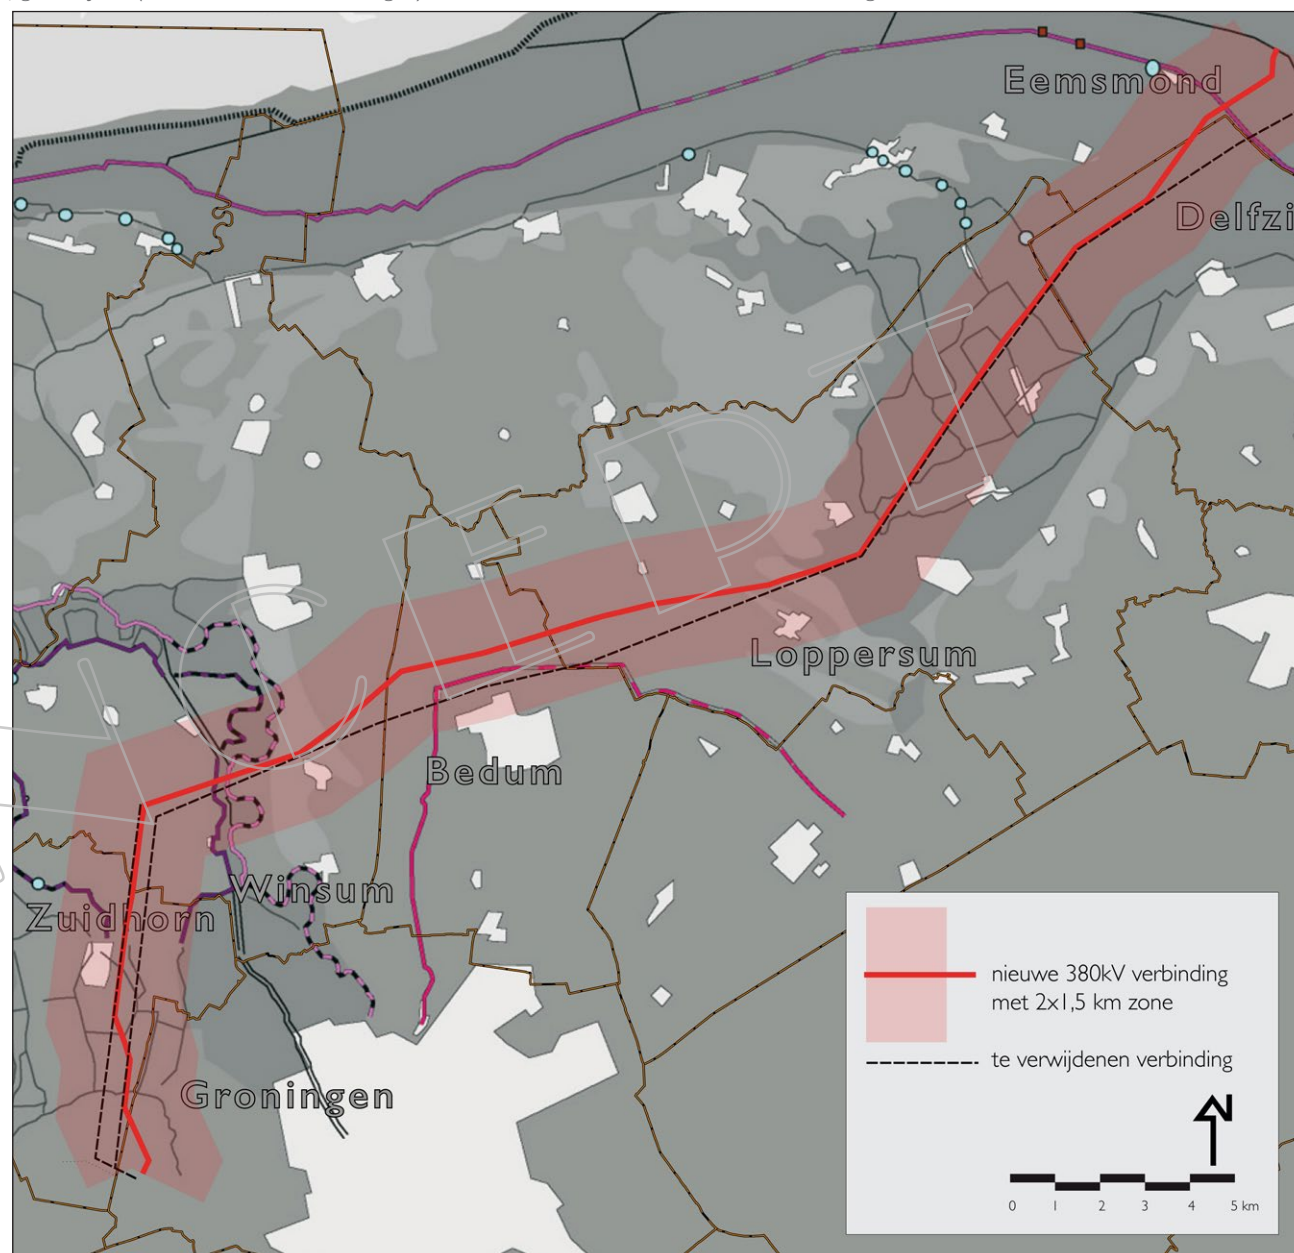 Eemsmond
Delfzi
Loppersum
Bedum
Winsum
Zuidhorn
Groningen
nieuwe 380kV verbinding
met 2x1,5 km zone
te verwijdenen verbinding
N
0 1 2 3 4 5 km